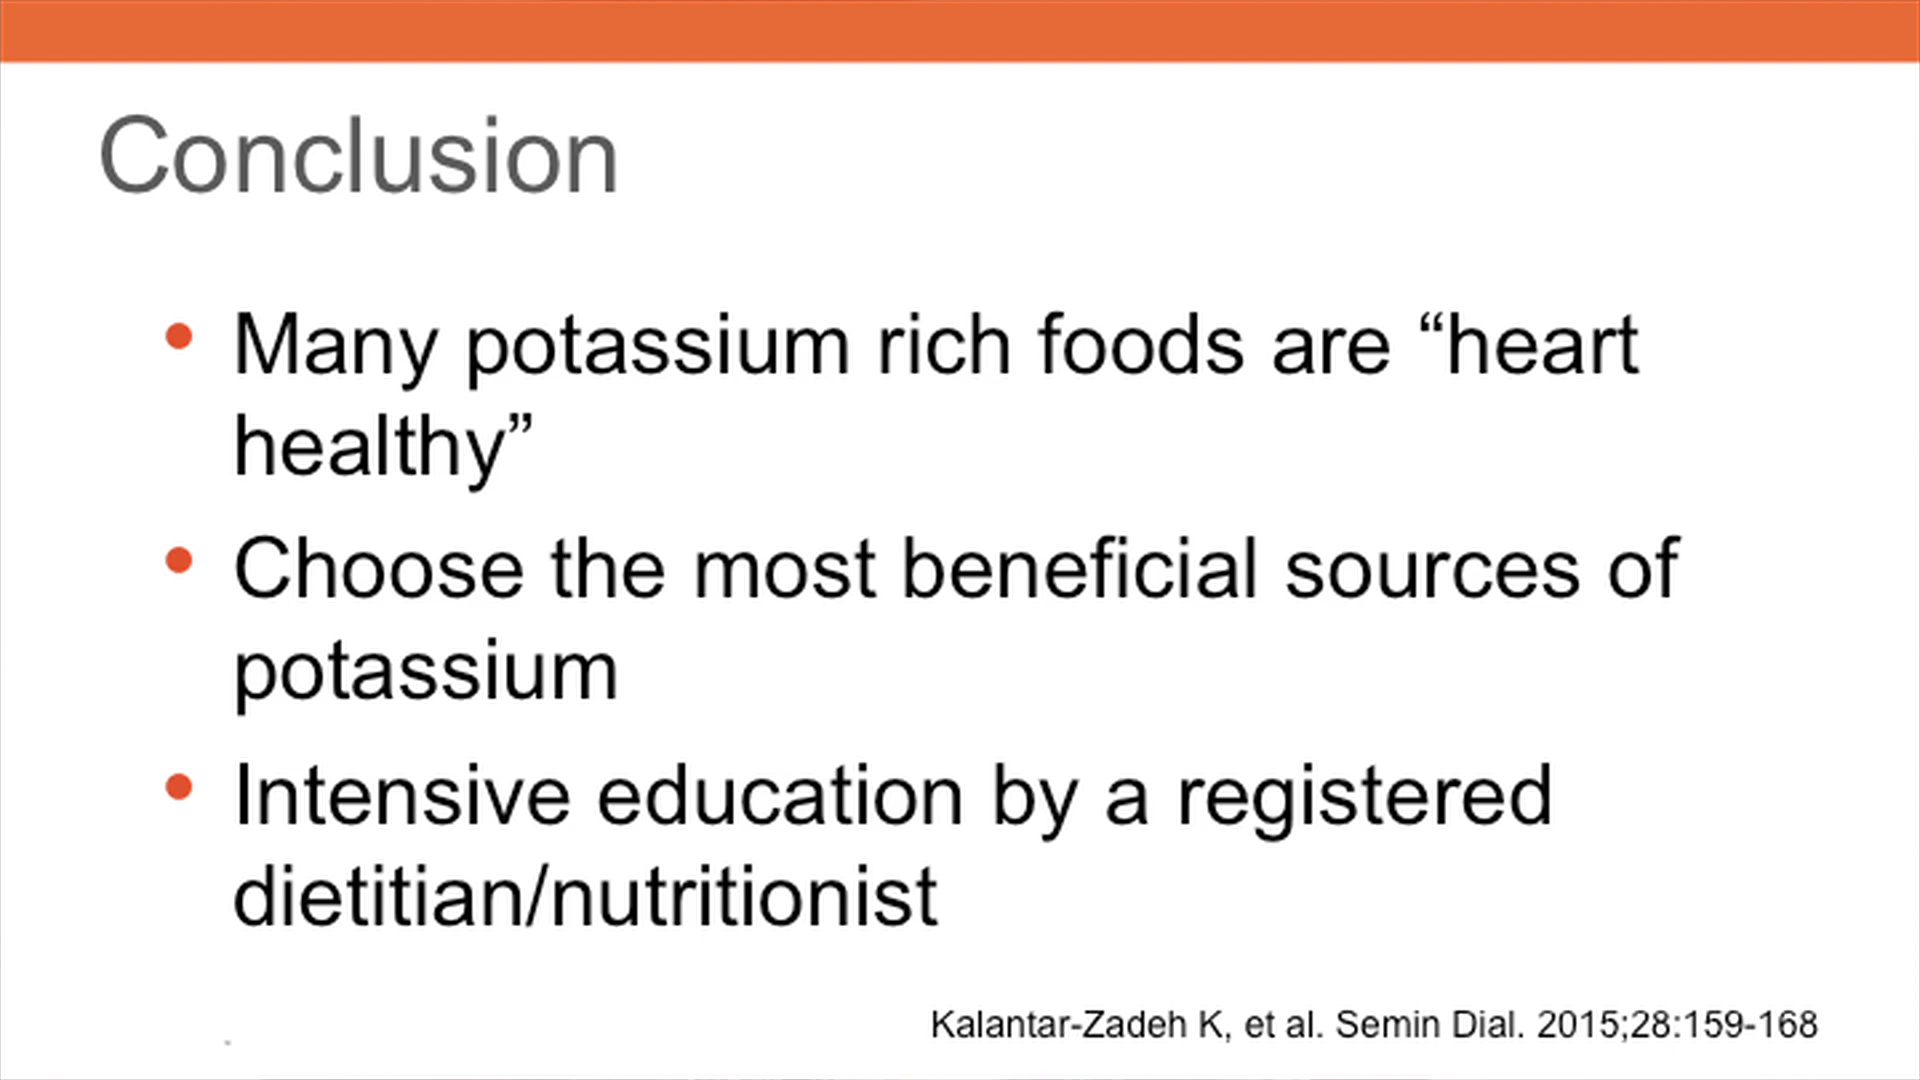 Conclusion
• Many potassium rich foods are “heart
healthy”
• Choose the most beneficial sources of
potassium
• Intensive education by a registered
dietitian/nutritionist
Kalantar-Zadeh K, et al. Semin Dial. 2015;28:159-168